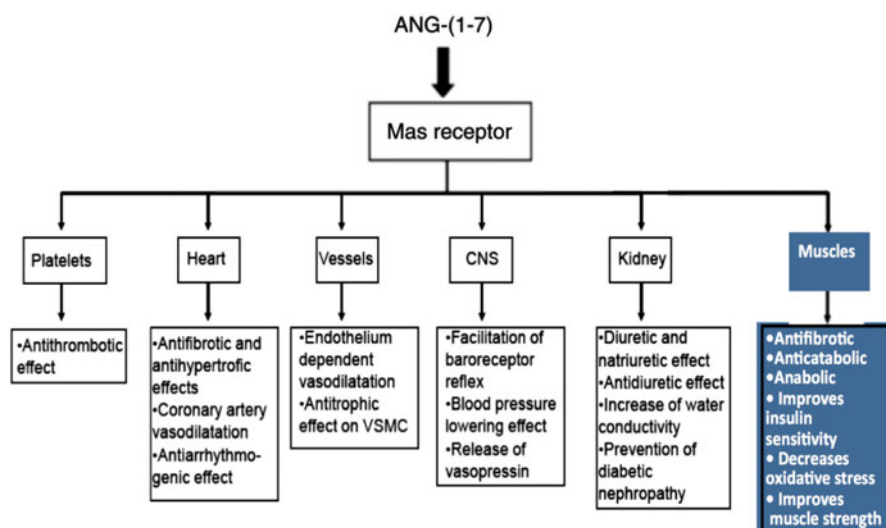 ANG-(1-7)
Mas receptor
Platelets
Heart
Vessels
CNS
Kidney
Muscles
•Antithrombotic
effect
•Antifibrotic and
antihypertrofic
effects
•Coronary artery
vasodilatation
•Antiarrhythmo-
genic effect
•Endothelium
dependent
vasodilatation
•Antitrophic
effect on VSMC
•Facilitation of
baroreceptor
reflex
•Blood pressure
lowering effect
•Release of
vasopressin
•Diuretic and
natriuretic effect
•Antidiuretic effect
•Increase of water
conductivity
•Prevention of
diabetic
nephropathy
•Antifibrotic
•Anticatabolic
•Anabolic
• Improves
insulin
sensitivity
• Decreases
oxidative stress
• Improves
muscle strength